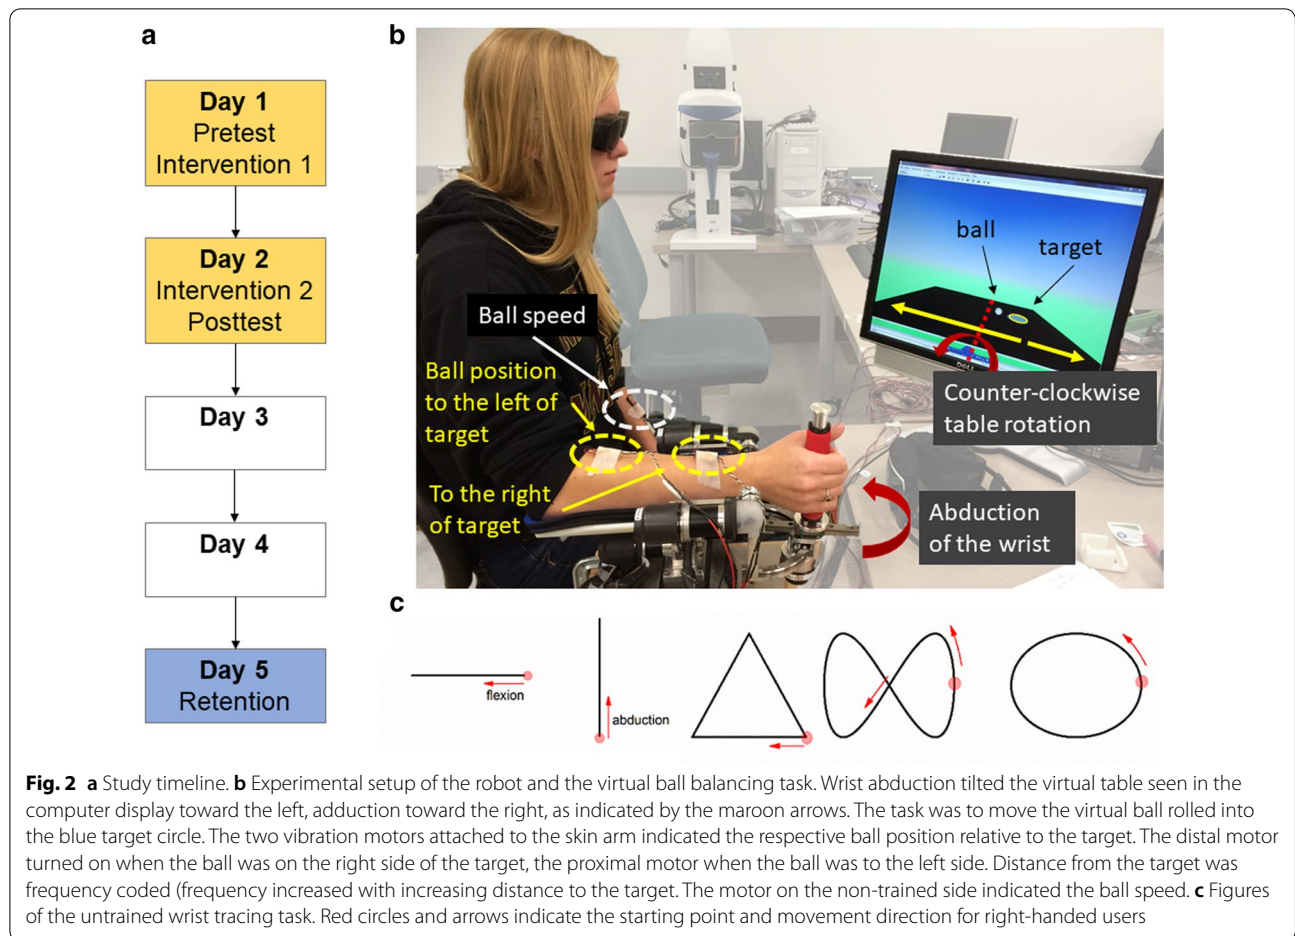 a
Day 1
Pretest
Intervention 1
Day 2
Intervention 2
Posttest
Day 3
Day 4
Day 5
Retention
b
ball
target
Ball speed
Ball position
to the left of
target
To the right
of target
Counter-clockwise
table rotation
Abduction
of the wrist
c
flexion
abduction
Fig. 2 a Study timeline. b Experimental setup of the robot and the virtual ball balancing task. Wrist abduction tilted the virtual table seen in the
computer display toward the left, adduction toward the right, as indicated by the maroon arrows. The task was to move the virtual ball rolled into
the blue target circle. The two vibration motors attached to the skin arm indicated the respective ball position relative to the target. The distal motor
turned on when the ball was on the right side of the target, the proximal motor when the ball was to the left side. Distance from the target was
frequency coded (frequency increased with increasing distance to the target. The motor on the non-trained side indicated the ball speed. c Figures
of the untrained wrist tracing task. Red circles and arrows indicate the starting point and movement direction for right-handed users